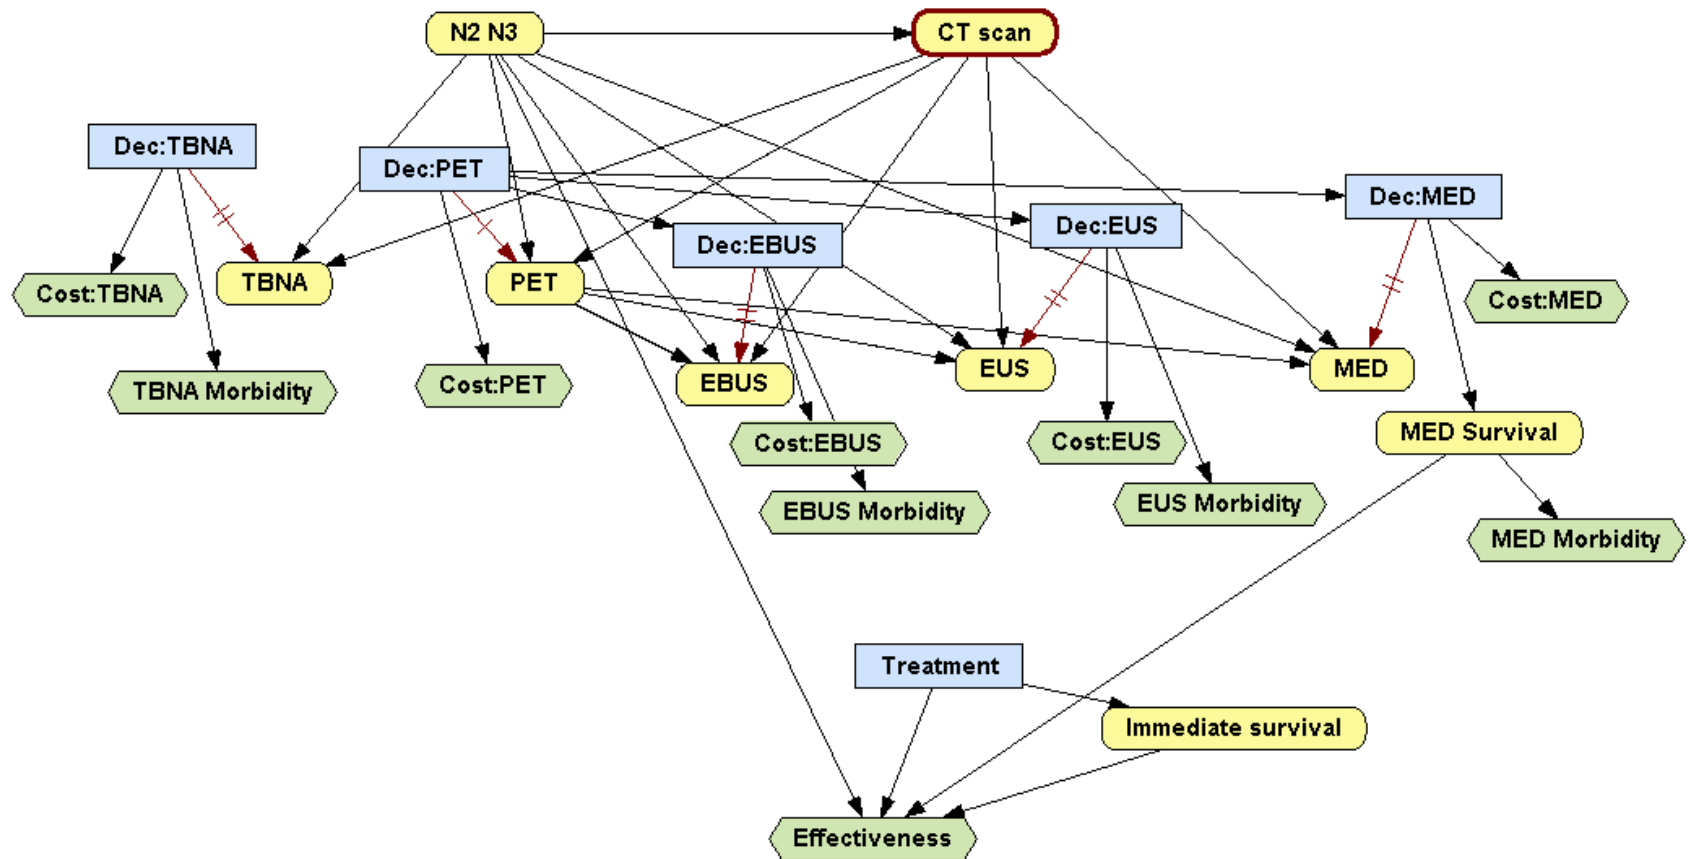 N2 N3
CT scan
Dec:TBNA
Dec:PET
Dec:MED
Dec:EUS
Dec:EBUS
TBNA
PET
Cost:TBNA
Cost:MED
EUS
MED
EBUS
TBNA Morbidity
Cost:PET
MED Survival
Cost:EBUS
Cost:EUS
EUS Morbidity
EBUS Morbidity
MED Morbidity
Treatment
Immediate survival
Effectiveness